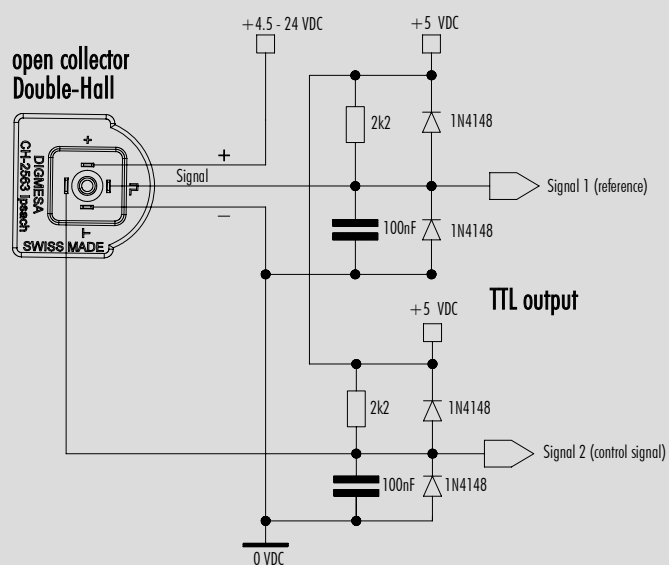 +4.5 - 24 VDC
+5 VDC
open collector
Double-Hall
1N4148
2k2
+
DIGMESA
CH-2563 Ipsach
SWISS MADE
+
Signal
−
Signal 1 (reference)
100nF
1N4148
TTL output
+5 VDC
2k2
1N4148
Signal 2 (control signal)
100nF
1N4148
0 VDC